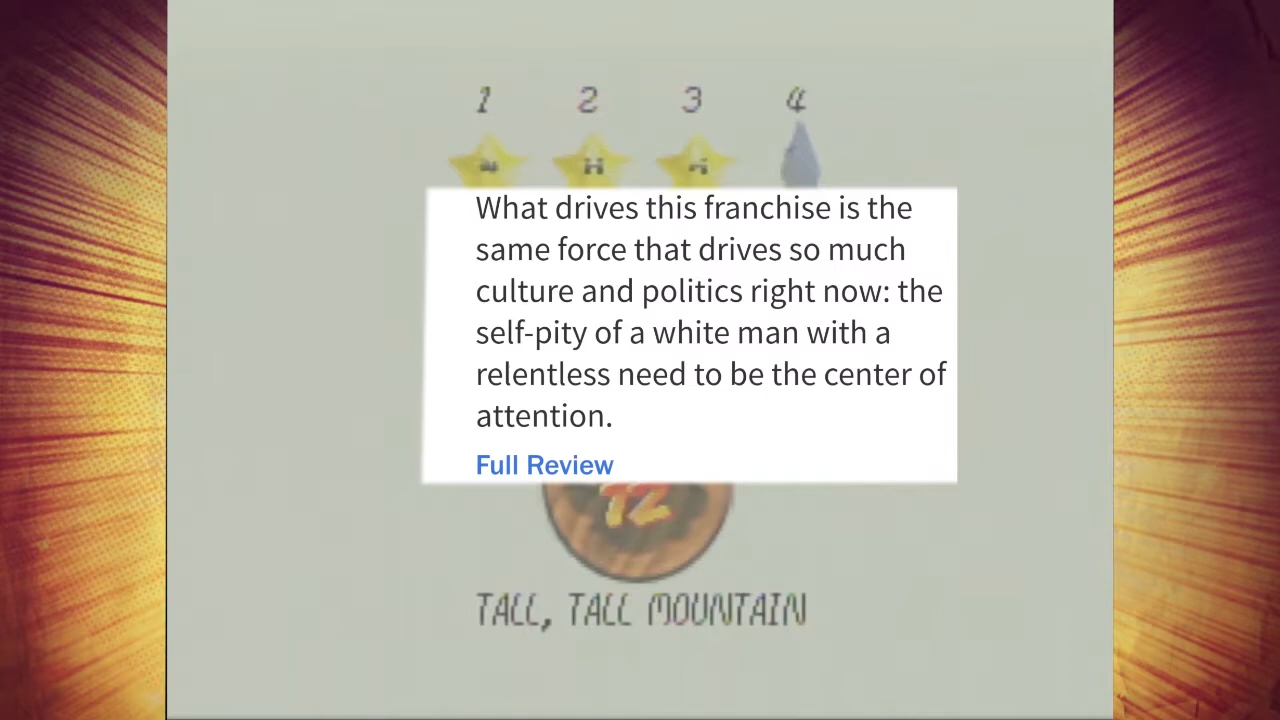 1 2 3 4
What drives this franchise is the
same force that drives so much
culture and politics right now: the
self-pity of a white man with a
relentless need to be the center of
attention.
Full Review
12
TALL, TALL MOUNTAIN